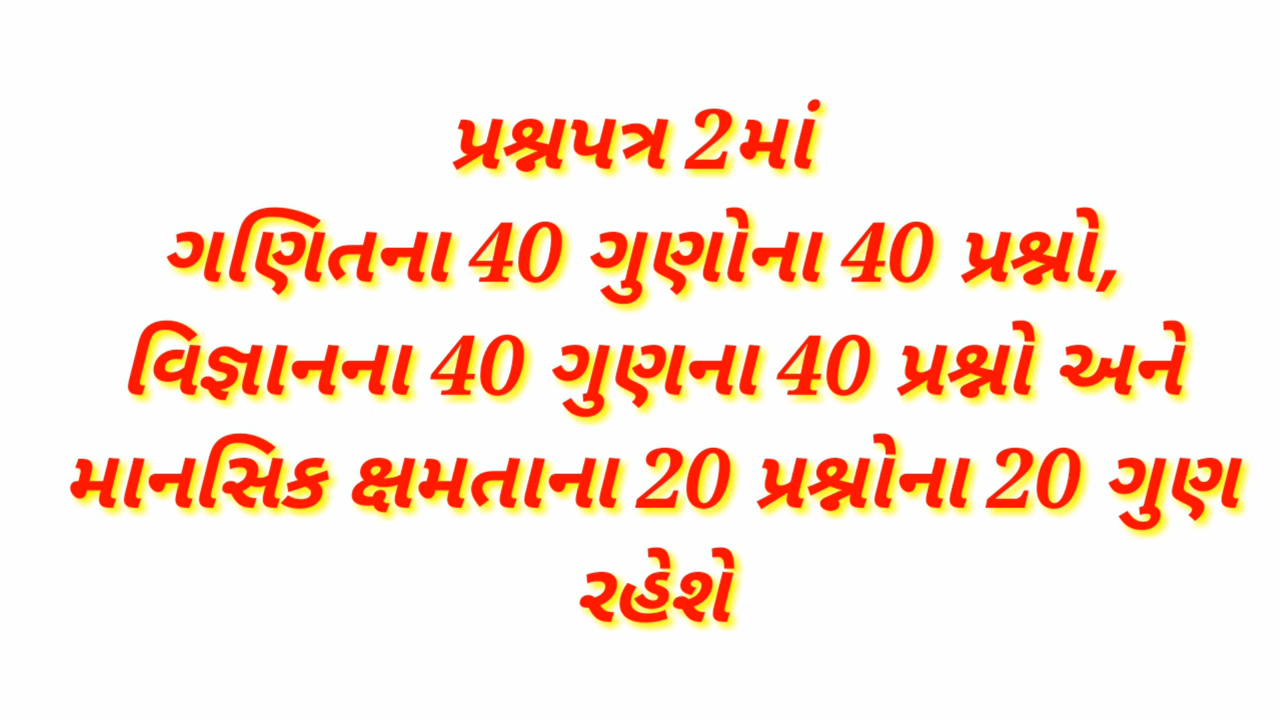 પ્રશ્નપત્ર 2માં
ગણિતના 40 ગુણોના 40 પ્રશ્નો,
વિજ્ઞાનના 40 ગુણના 40 પ્રશ્નો અને
માનસિક ક્ષમતાના 20 પ્રશ્નોના 20 ગુણ
રહેશે